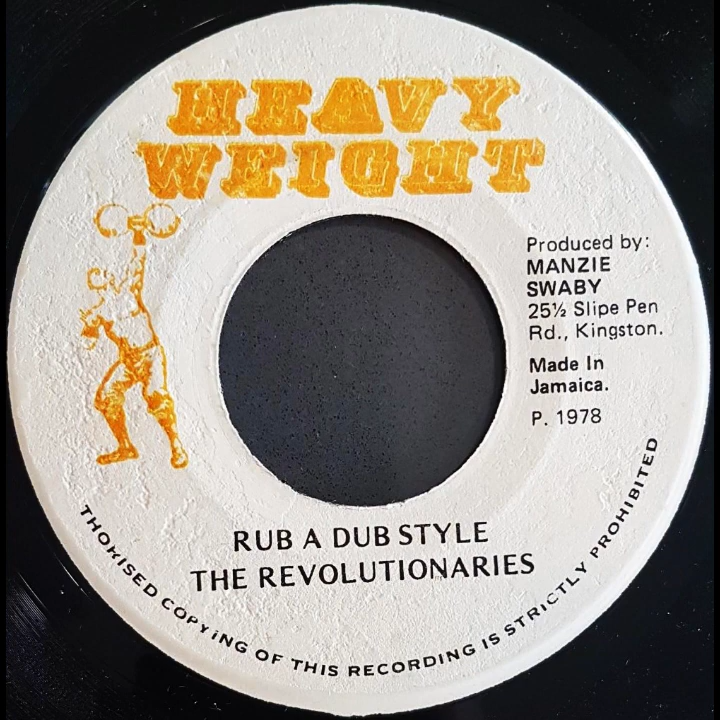 HEAVY
WEIGHT
Produced by:
MANZIE
SWABY
25½ Slipe Pen
Rd., Kingston.
Made In
Jamaica.
P. 1978
RUB A DUB STYLE
THE REVOLUTIONARIES
THORISED COPYING OF THIS RECORDING IS STRICTLY PROHIBITED